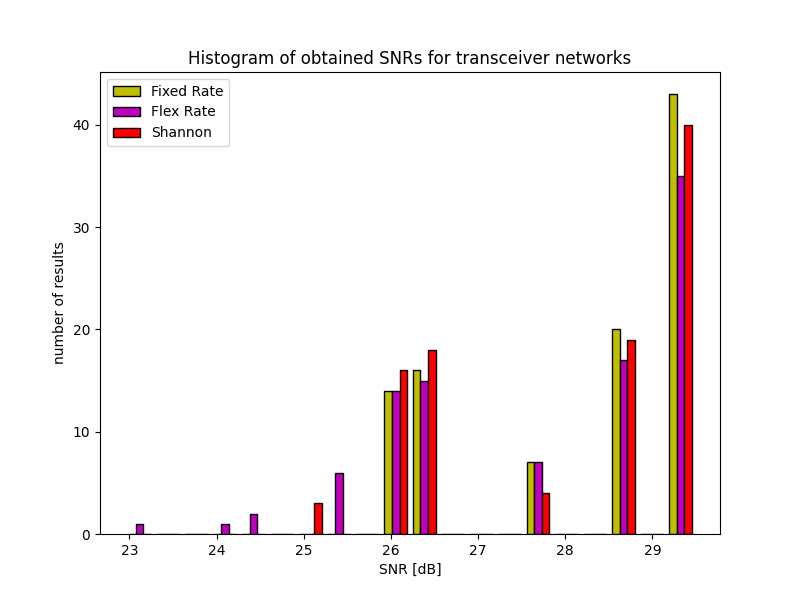 Histogram of obtained SNRs for transceiver networks
Fixed Rate
Flex Rate
Shannon
number of results
40
30
20
10
0
23 24 25 26 27 28 29
SNR [dB]